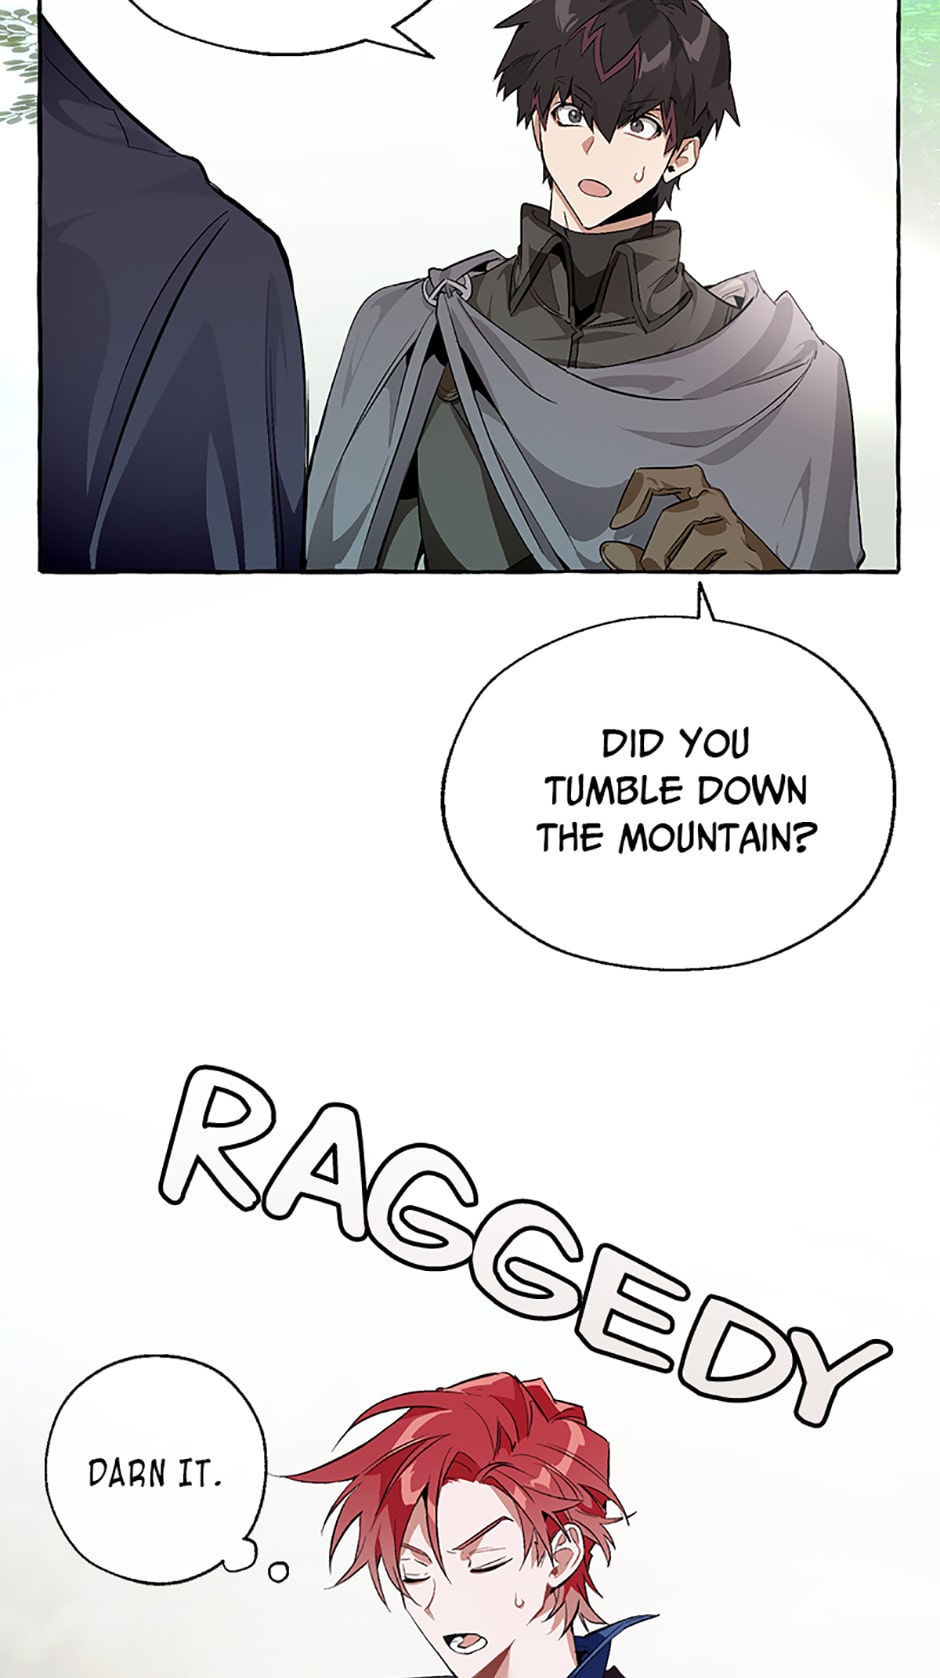 DID YOU
TUMBLE DOWN
THE MOUNTAIN?
RAGGEDY
DARN IT.